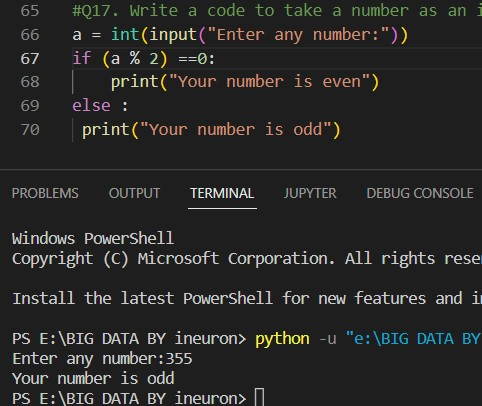 65 #Q17. Write a code to take a number as an
66 a = int(input("Enter any number:"))
67 if (a % 2) ==0:
68 print("Your number is even")
69 else :
70 print("Your number is odd")
PROBLEMS OUTPUT TERMINAL JUPYTER DEBUG CONSOLE
Windows PowerShell
Copyright (C) Microsoft Corporation. All rights
Install the latest PowerShell for new features and
PS E:\BIG DATA BY ineuron> python -u "e:\BIG DATA BY
Enter any number:355
Your number is odd
PS E:\BIG DATA BY ineuron>